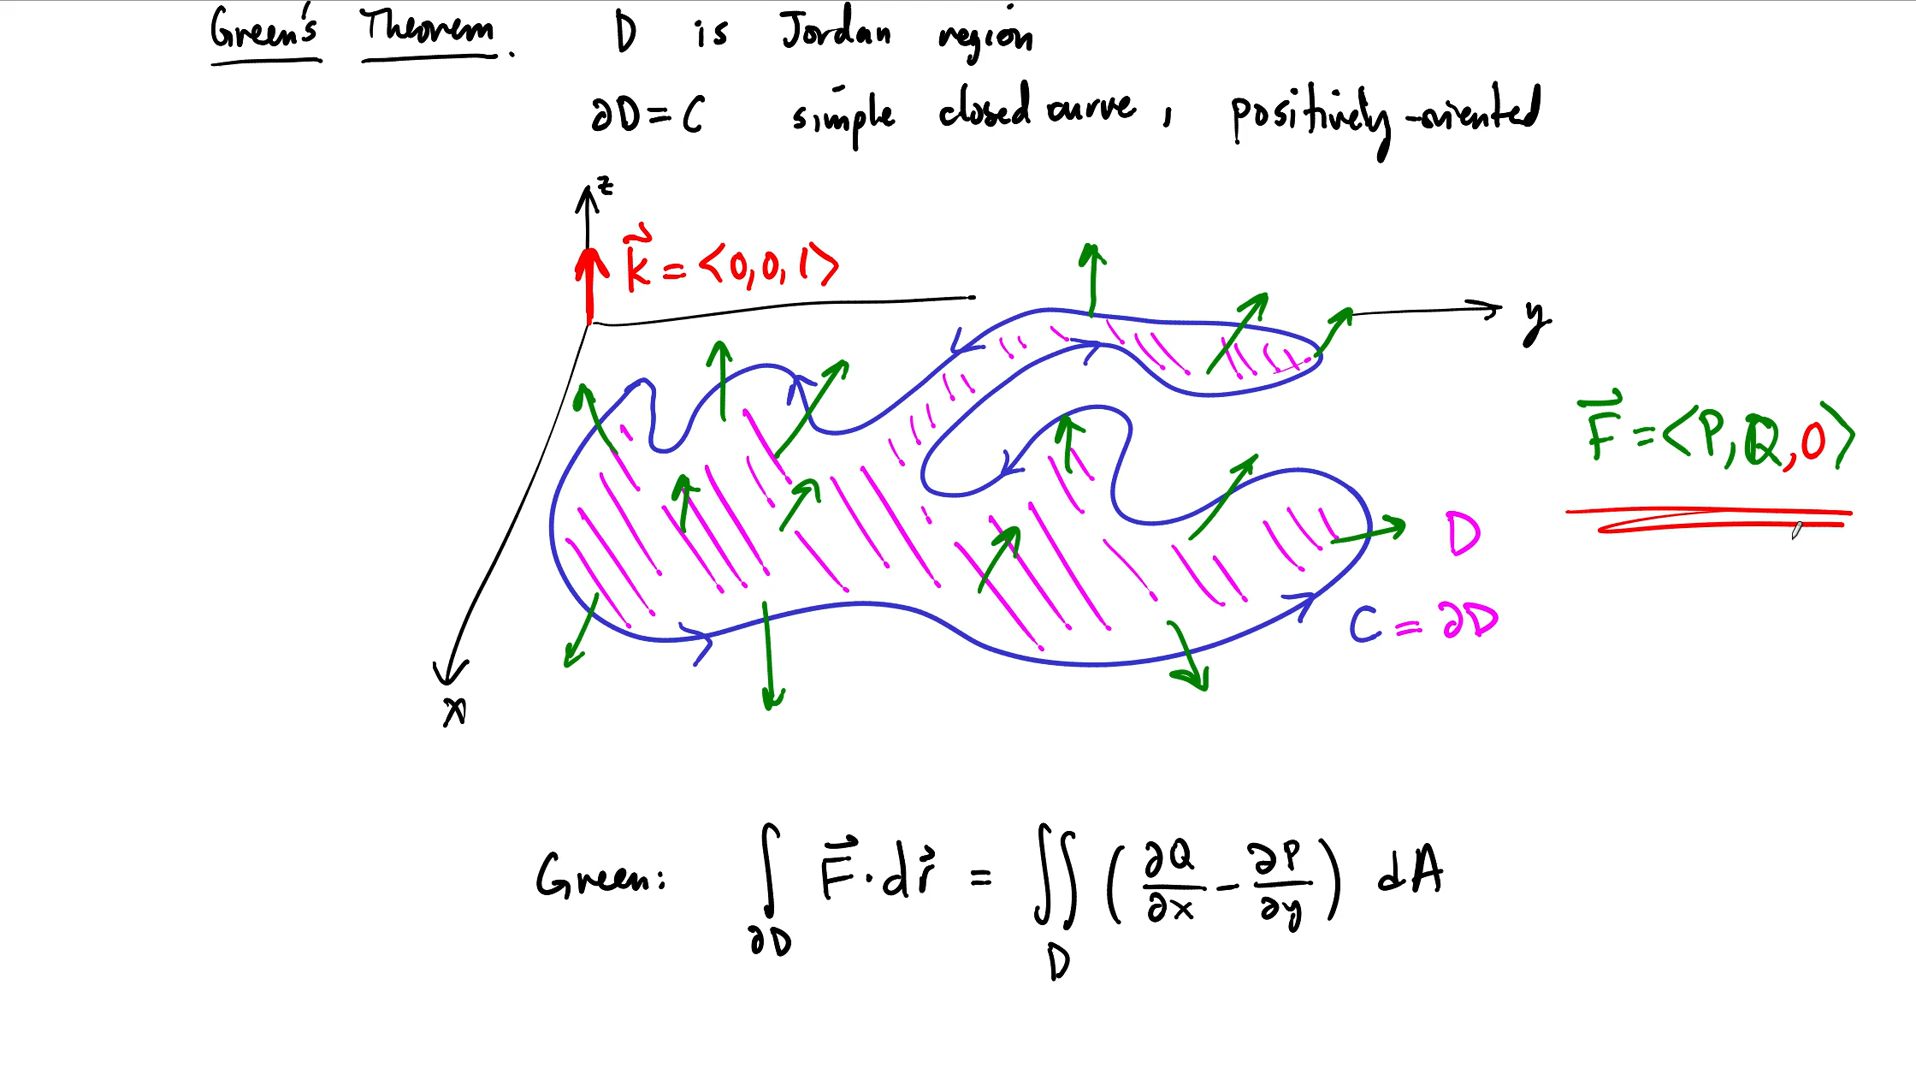 Green's Theorem. D is Jordan region
∂D = C simple closed curve, positively-oriented
z
k⃗ = <0,0,1>
y
F⃗ = <P,Q,0>
D
C = ∂D
x
Green: ∫_∂D F⃗·dr⃗ = ∬_D (∂Q/∂x − ∂P/∂y) dA